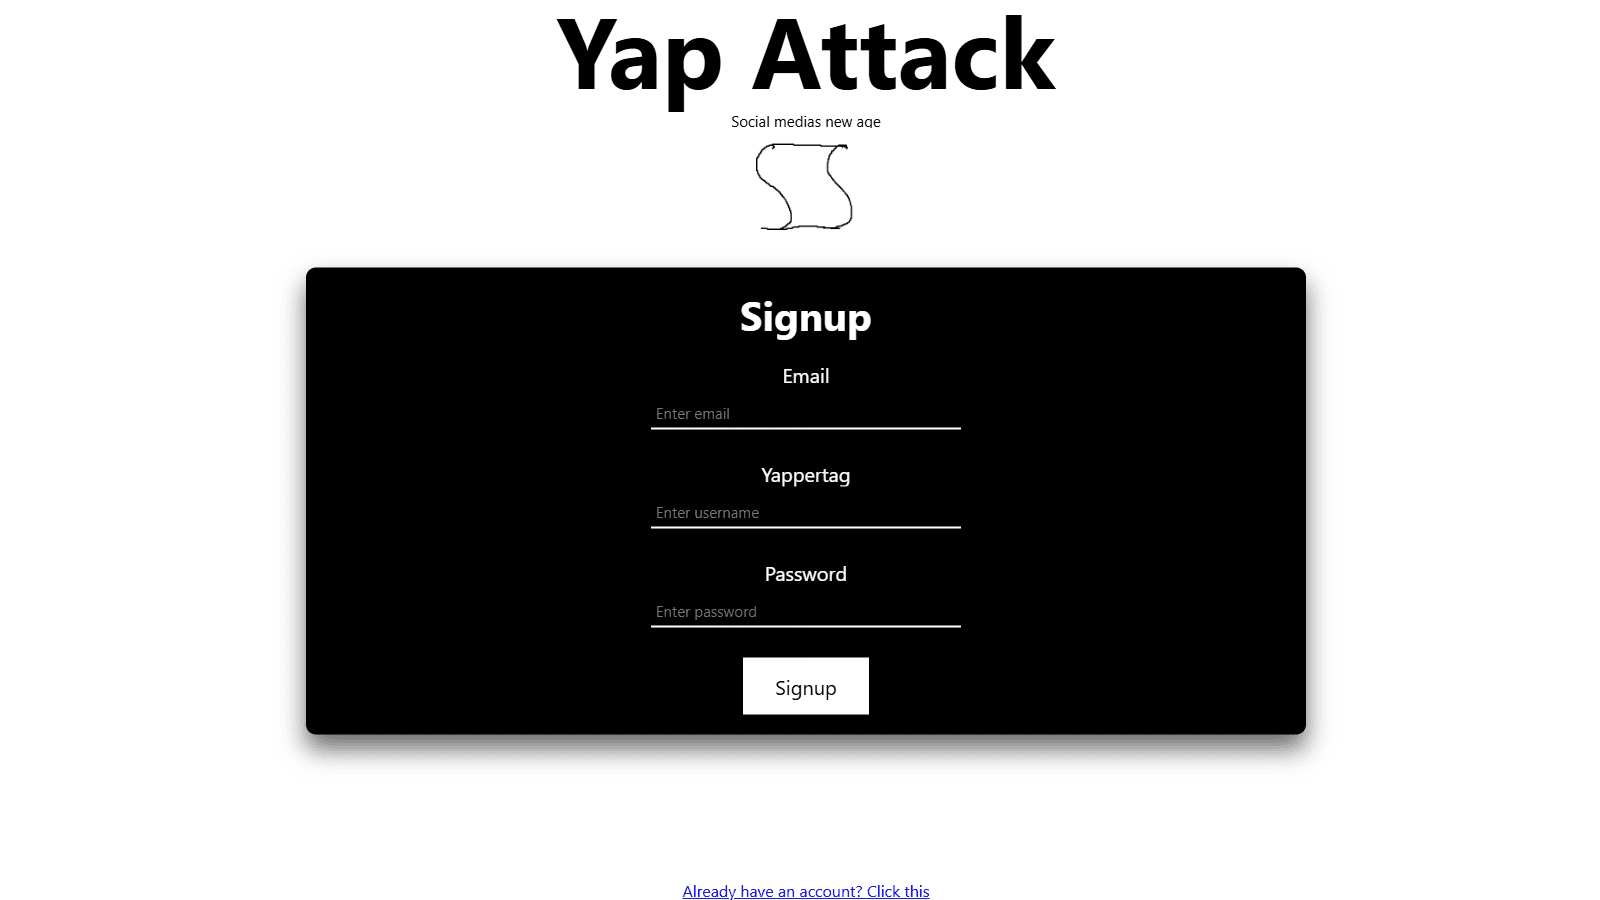 Yap Attack
Social medias new age
Signup
Email
Enter email
Yappertag
Enter username
Password
Enter password
Signup
Already have an account? Click this